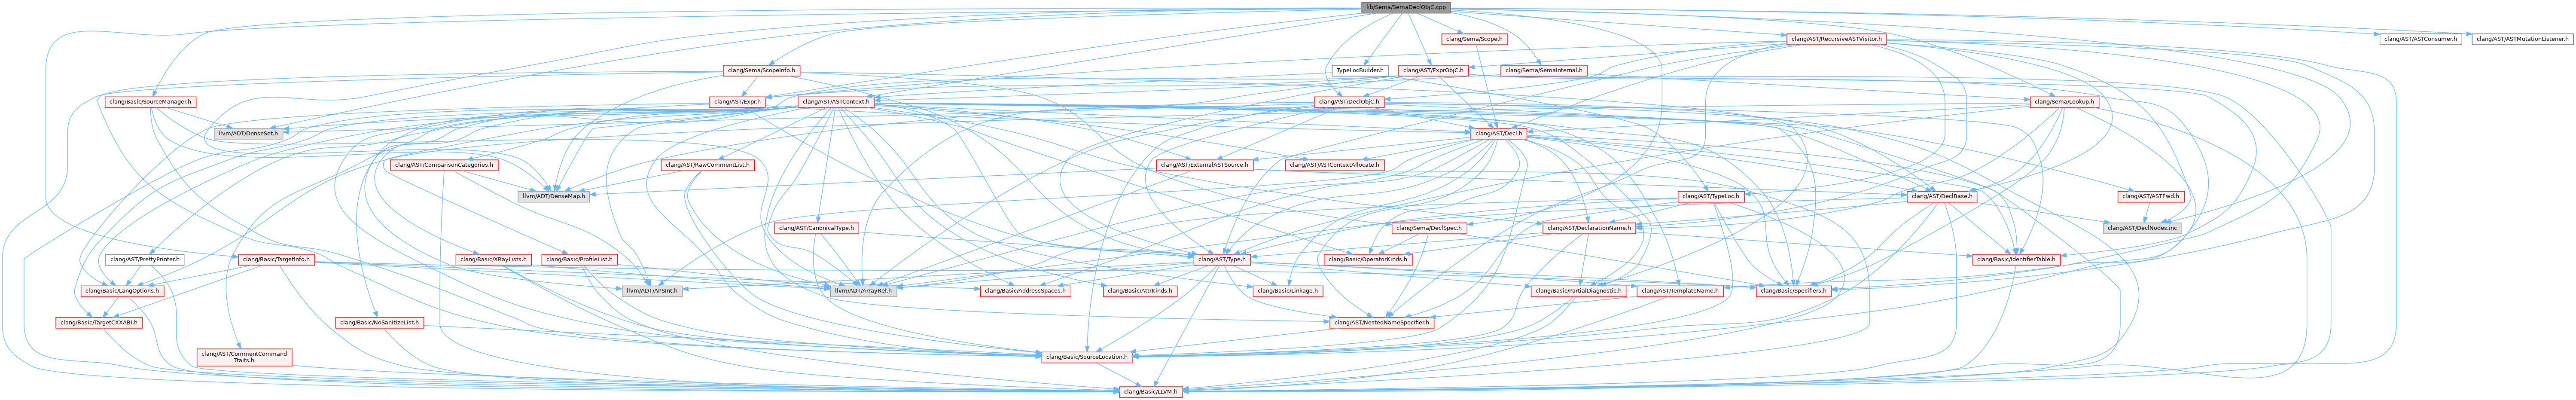 lib/Sema/SemaDeclObjC.cpp
clang/Sema/Scope.h
clang/AST/RecursiveASTVisitor.h
clang/AST/ASTConsumer.h
clang/AST/ASTMutationListener.h
clang/Sema/ScopeInfo.h
TypeLocBuilder.h
clang/AST/ExprObjC.h
clang/Sema/SemaInternal.h
clang/Basic/SourceManager.h
clang/AST/Expr.h
clang/AST/ASTContext.h
clang/AST/DeclObjC.h
clang/Sema/Lookup.h
llvm/ADT/DenseSet.h
clang/AST/Decl.h
clang/AST/ComparisonCategories.h
clang/AST/RawCommentList.h
clang/AST/ExternalASTSource.h
clang/AST/ASTContextAllocate.h
llvm/ADT/DenseMap.h
clang/AST/TypeLoc.h
clang/AST/DeclBase.h
clang/AST/ASTFwd.h
clang/AST/CanonicalType.h
clang/Sema/DeclSpec.h
clang/AST/DeclarationName.h
clang/AST/DeclNodes.inc
clang/AST/PrettyPrinter.h
clang/Basic/TargetInfo.h
clang/Basic/XRayLists.h
clang/Basic/ProfileList.h
clang/AST/Type.h
clang/Basic/OperatorKinds.h
clang/Basic/IdentifierTable.h
clang/Basic/LangOptions.h
llvm/ADT/APSInt.h
llvm/ADT/ArrayRef.h
clang/Basic/AddressSpaces.h
clang/Basic/AttrKinds.h
clang/Basic/Linkage.h
clang/Basic/PartialDiagnostic.h
clang/AST/TemplateName.h
clang/Basic/Specifiers.h
clang/Basic/TargetCXXABI.h
clang/Basic/NoSanitizeList.h
clang/AST/NestedNameSpecifier.h
clang/AST/CommentCommand
Traits.h
clang/Basic/SourceLocation.h
clang/Basic/LLVM.h